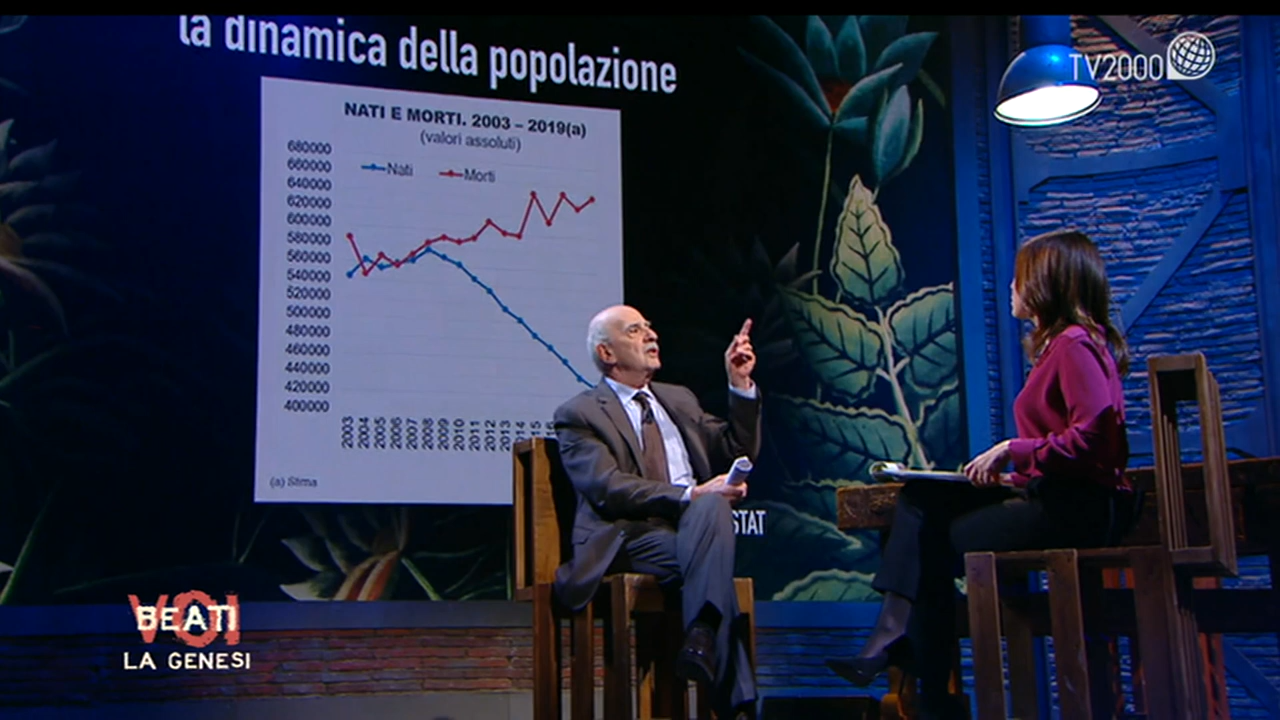 la dinamica della popolazione
TV2000
NATI E MORTI. 2003 – 2019(a)
(valori assoluti)
680000
660000
640000
620000
600000
580000
560000
540000
520000
500000
480000
460000
440000
420000
400000
Nati
Morti
2003
2004
2005
2006
2007
2008
2009
2010
2011
2012
2013
2014
2015
(a) Stima
STAT
BEATI
VOI
LA GENESI